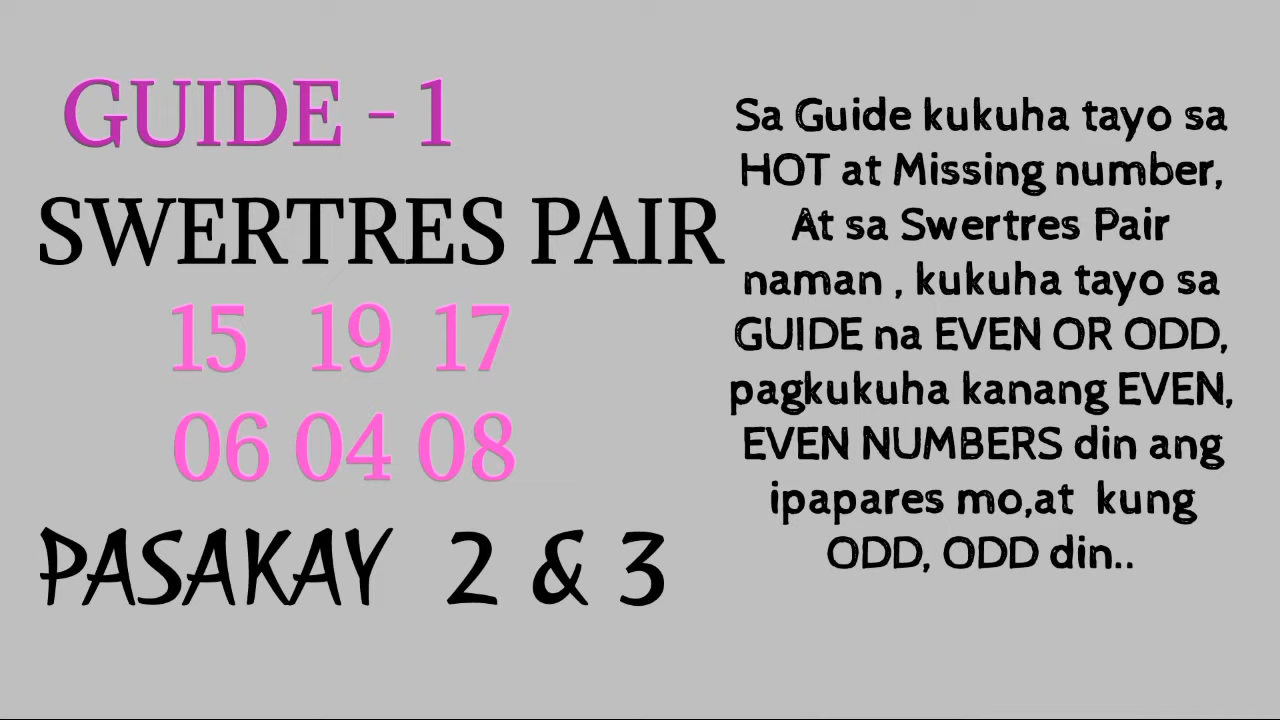 GUIDE - 1
SWERTRES PAIR
15 19 17
06 04 08
PASAKAY 2 & 3
Sa Guide kukuha tayo sa
HOT at Missing number,
At sa Swertres Pair
naman , kukuha tayo sa
GUIDE na EVEN OR ODD,
pagkukuha kanang EVEN,
EVEN NUMBERS din ang
ipapares mo,at kung
ODD, ODD din..